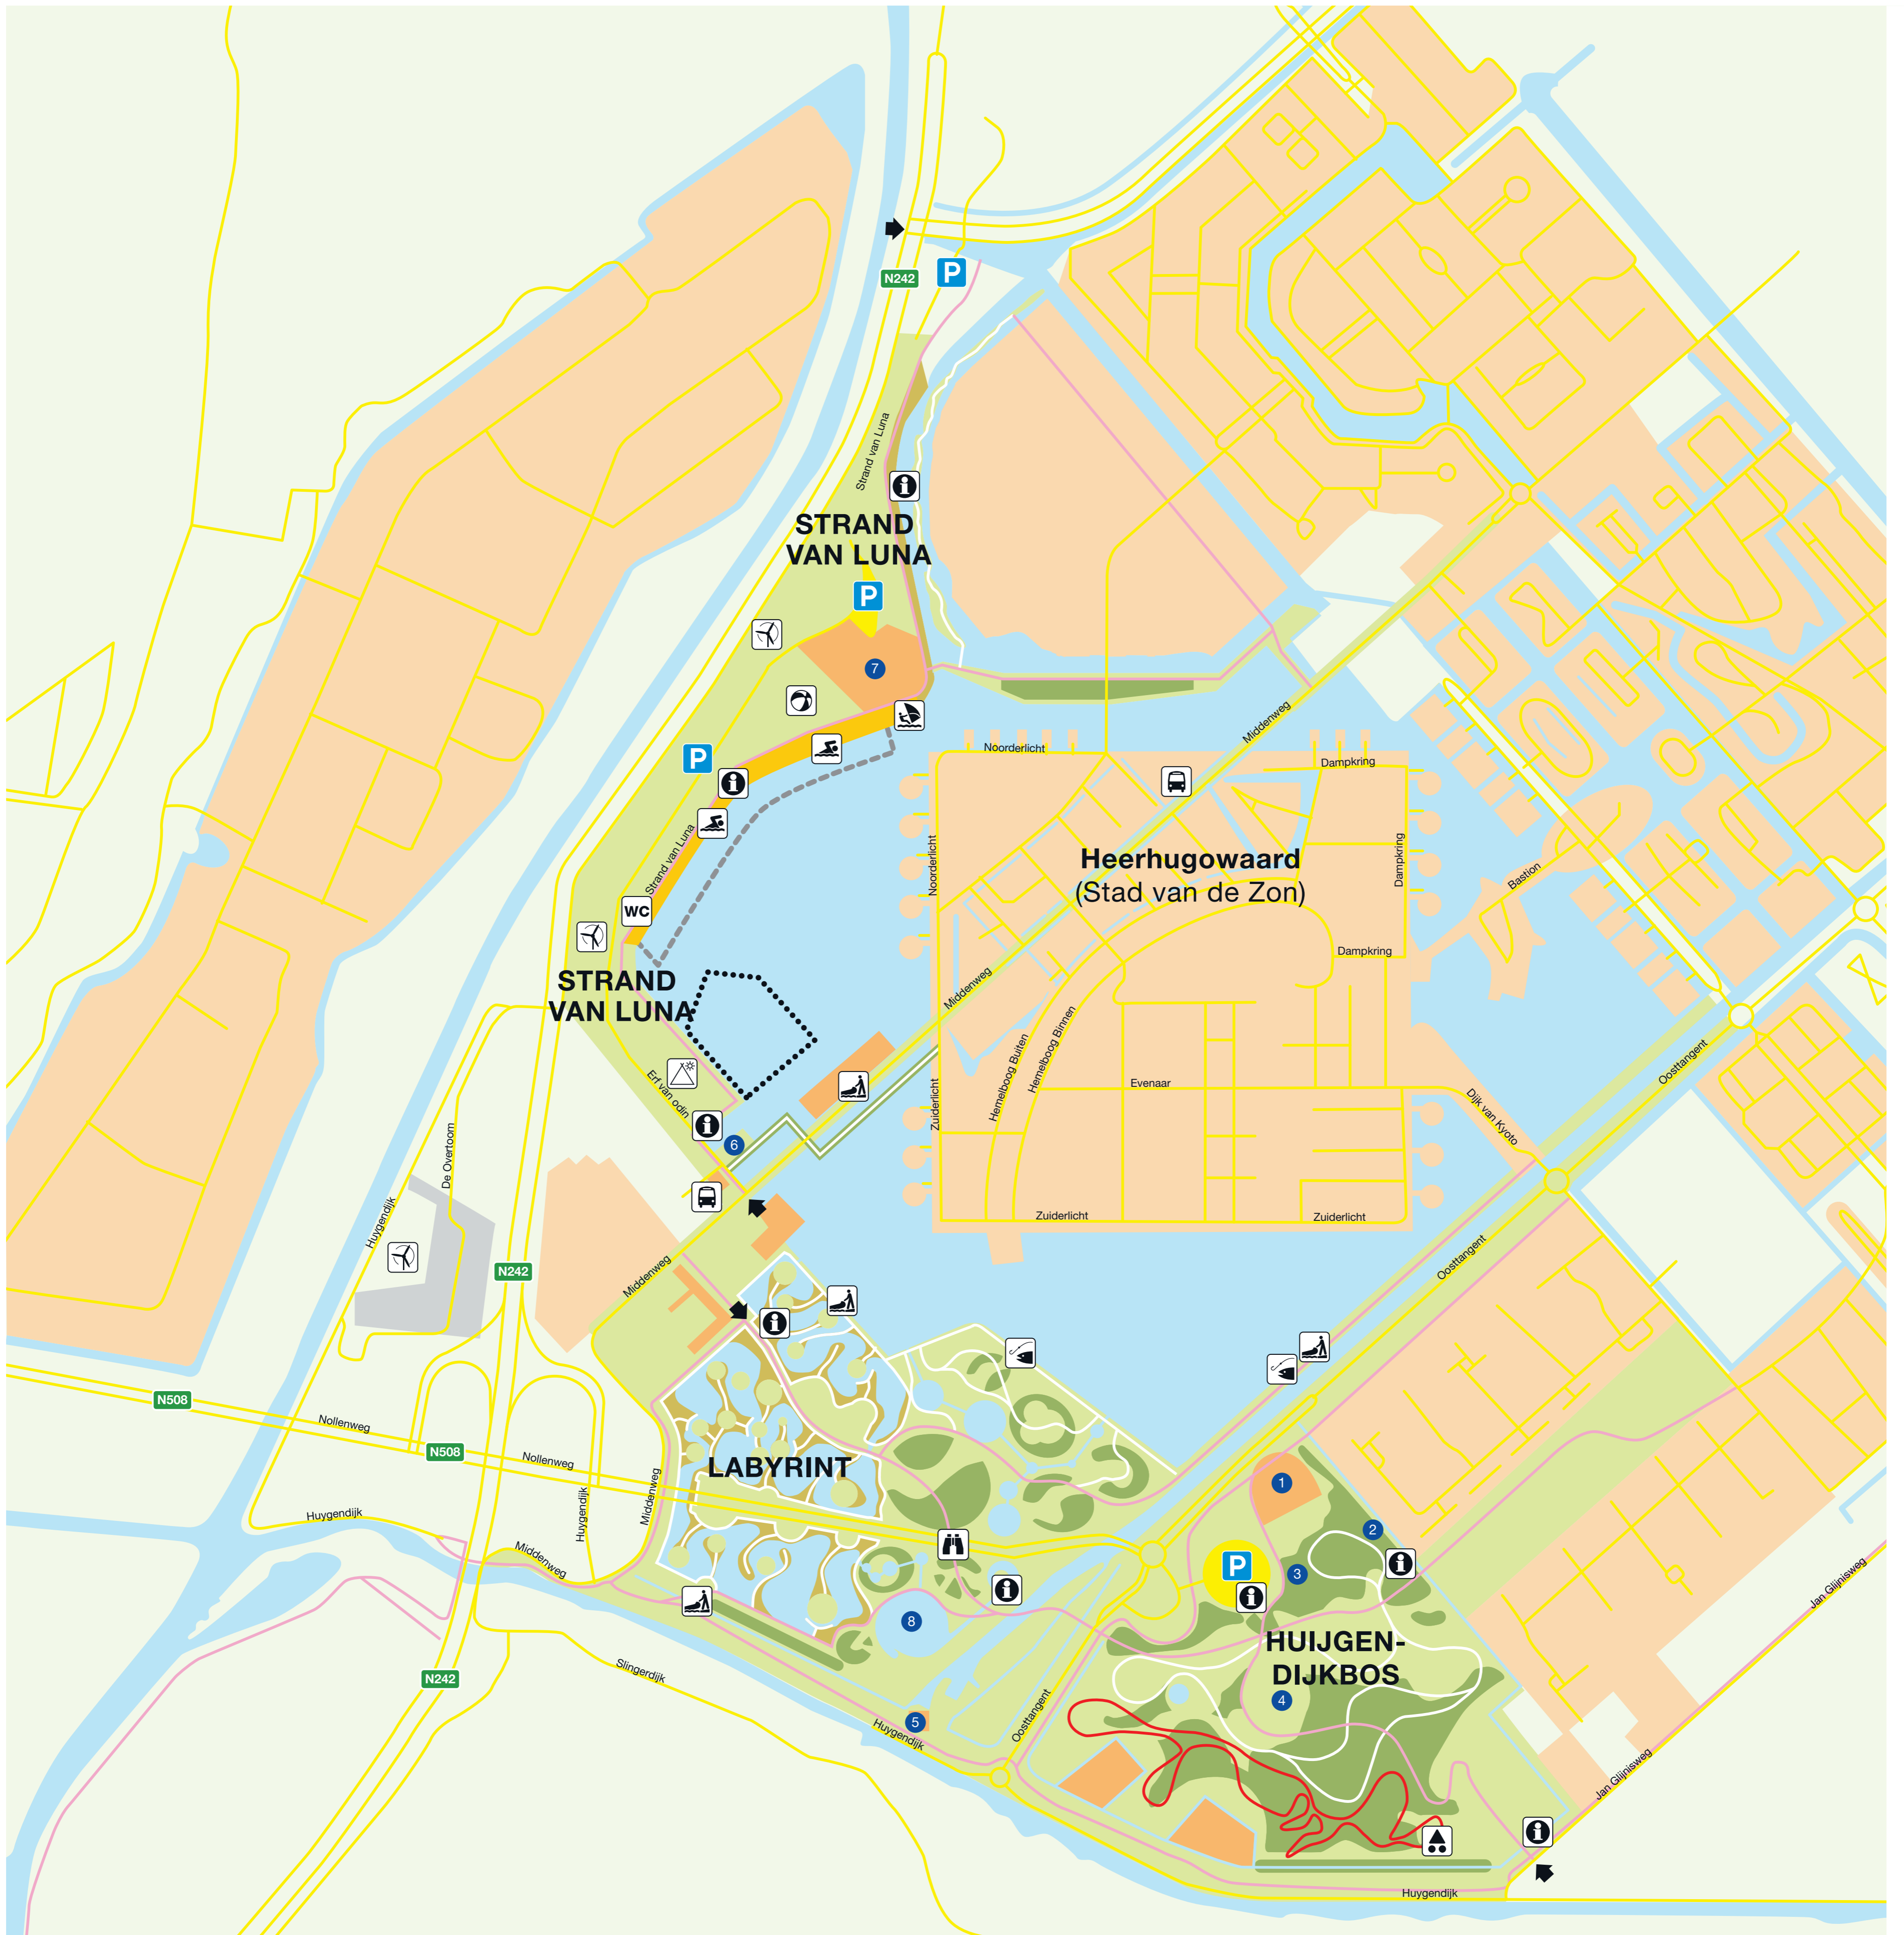 N242
P
Strand van Luna
STRAND
VAN LUNA
P
7
Middenweg
Noorderlicht
P
Dampkring
Strand van Luna
Noorderlicht
Dampkring
Heerhugowaard
(Stad van de Zon)
Bastion
WC
Dampkring
STRAND
VAN LUNA
Middenweg
Hemelboog Buiten
Hemelboog Binnen
Oosttangent
Erf van odin
Evenaar
Zuiderlicht
Dijk van Kyoto
6
De Overtoom
Huygendijk
Zuiderlicht
Zuiderlicht
N242
Middenweg
Oosttangent
N508
Nollenweg
N508
Nollenweg
LABYRINT
1
Middenweg
Huygendijk
Huygendijk
2
Middenweg
P
3
Jan Glijnisweg
8
HUIJGEN-
DIJKBOS
Slingerdijk
N242
4
Oosttangent
5
Huygendijk
Jan Glijnisweg
Huygendijk